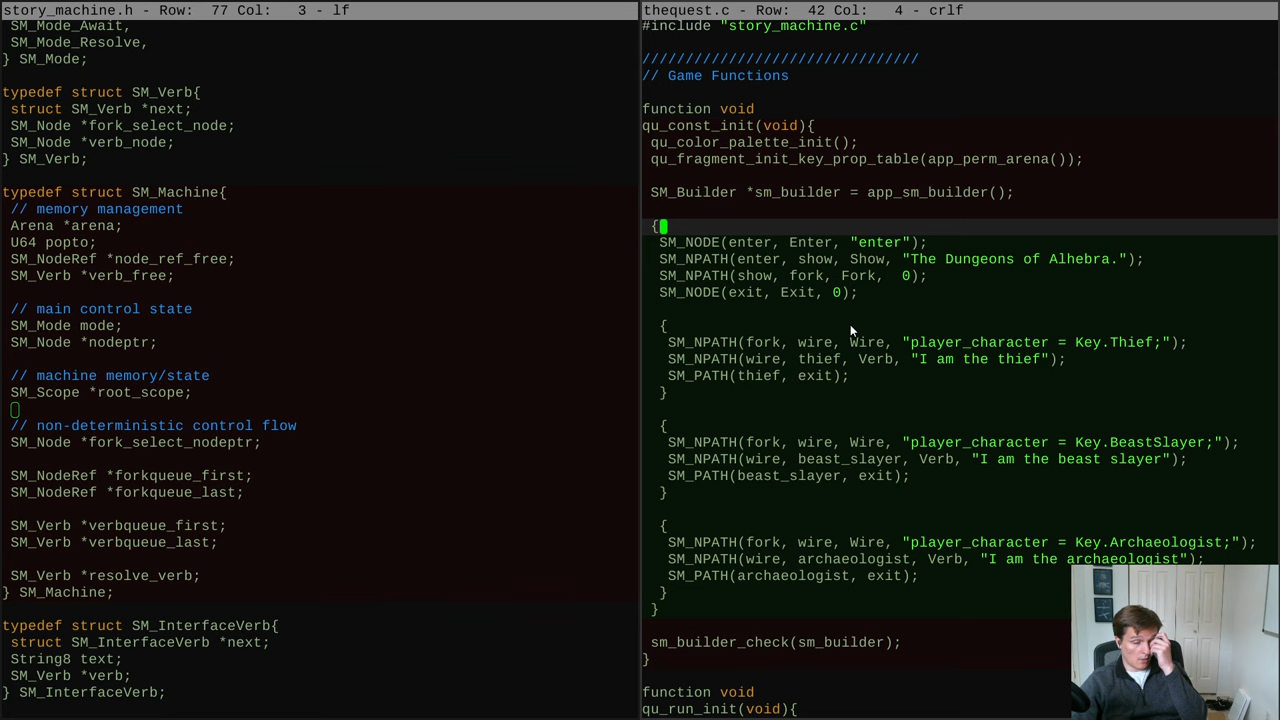 story_machine.h - Row:  77 Col:   3 - lf
SM_Mode_Await,
SM_Mode_Resolve,
} SM_Mode;
typedef struct SM_Verb{
struct SM_Verb *next;
SM_Node *fork_select_node;
SM_Node *verb_node;
} SM_Verb;
typedef struct SM_Machine{
// memory management
Arena *arena;
U64 popto;
SM_NodeRef *node_ref_free;
SM_Verb *verb_free;
// main control state
SM_Mode mode;
SM_Node *nodeptr;
// machine memory/state
SM_Scope *root_scope;
// non-deterministic control flow
SM_Node *fork_select_nodeptr;
SM_NodeRef *forkqueue_first;
SM_NodeRef *forkqueue_last;
SM_Verb *verbqueue_first;
SM_Verb *verbqueue_last;
SM_Verb *resolve_verb;
} SM_Machine;
typedef struct SM_InterfaceVerb{
struct SM_InterfaceVerb *next;
String8 text;
SM_Verb *verb;
} SM_InterfaceVerb;
thequest.c - Row:  42 Col:   4 - crlf
#include "story_machine.c"
////////////////////////////////
// Game Functions
function void
qu_const_init(void){
qu_color_palette_init();
qu_fragment_init_key_prop_table(app_perm_arena());
SM_Builder *sm_builder = app_sm_builder();
{
SM_NODE(enter, Enter, "enter");
SM_NPATH(enter, show, Show, "The Dungeons of Alhebra.");
SM_NPATH(show, fork, Fork,  0);
SM_NODE(exit, Exit, 0);
{
SM_NPATH(fork, wire, Wire, "player_character = Key.Thief;");
SM_NPATH(wire, thief, Verb, "I am the thief");
SM_PATH(thief, exit);
}
{
SM_NPATH(fork, wire, Wire, "player_character = Key.BeastSlayer;");
SM_NPATH(wire, beast_slayer, Verb, "I am the beast slayer");
SM_PATH(beast_slayer, exit);
}
{
SM_NPATH(fork, wire, Wire, "player_character = Key.Archaeologist;");
SM_NPATH(wire, archaeologist, Verb, "I am the archaeologist");
SM_PATH(archaeologist, exit);
}
}
sm_builder_check(sm_builder);
}
function void
qu_run_init(void){